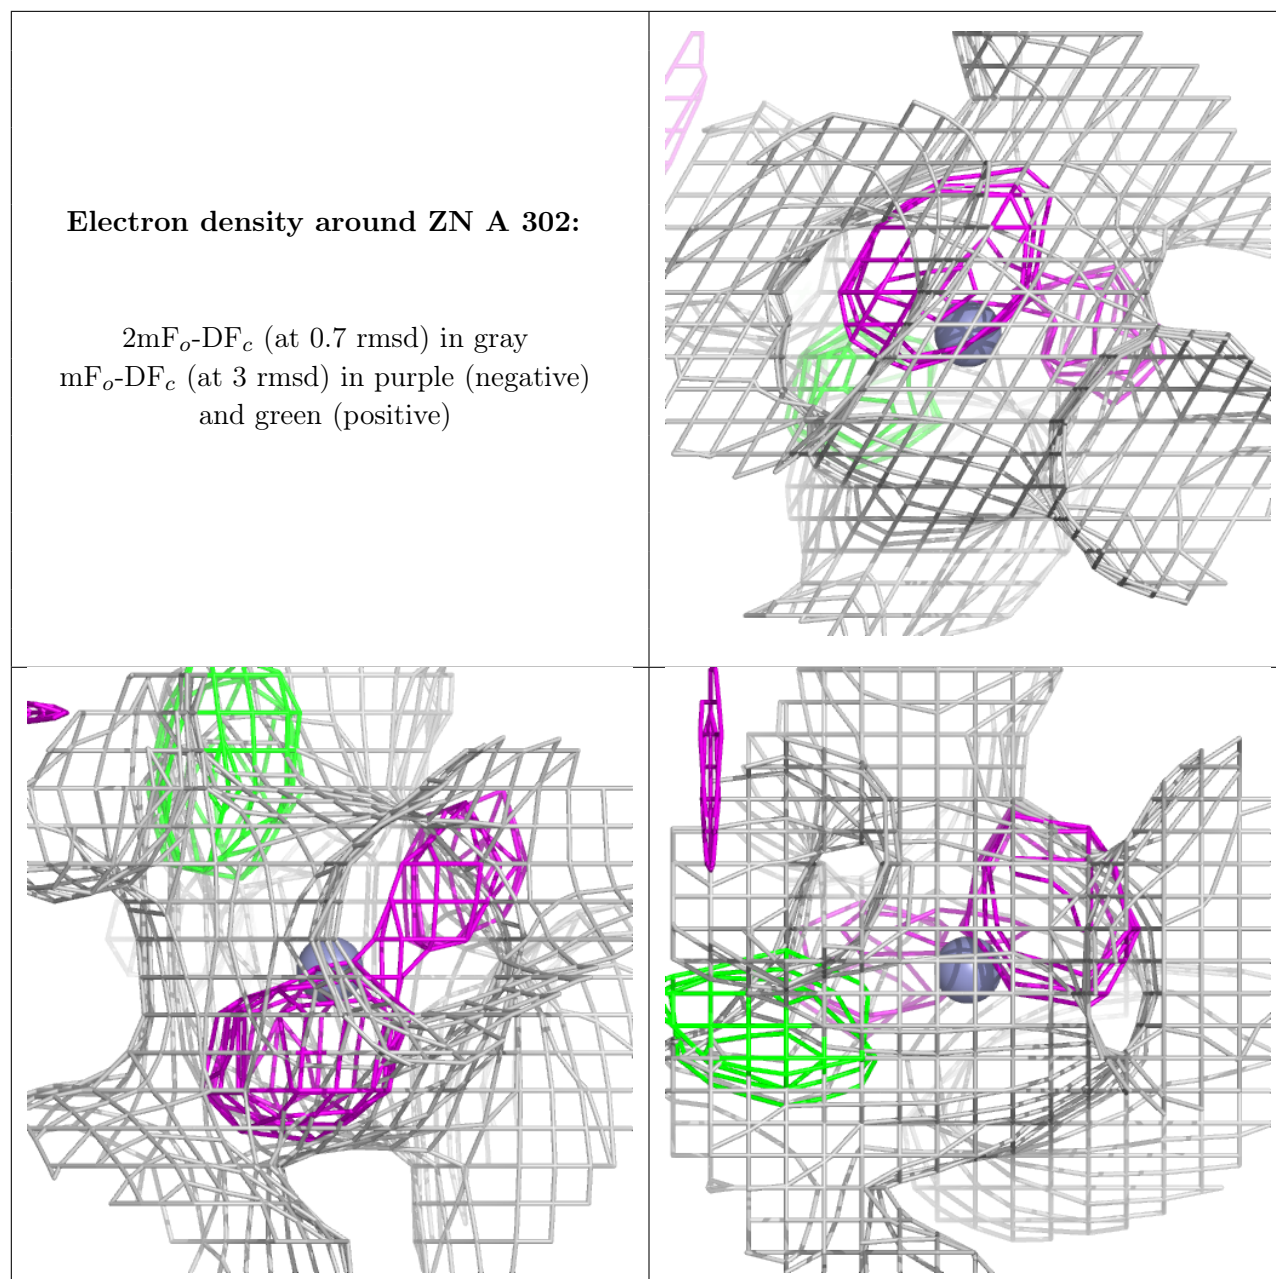 Electron density around ZN A 302:
2mFo-DFc (at 0.7 rmsd) in gray
mFo-DFc (at 3 rmsd) in purple (negative)
and green (positive)